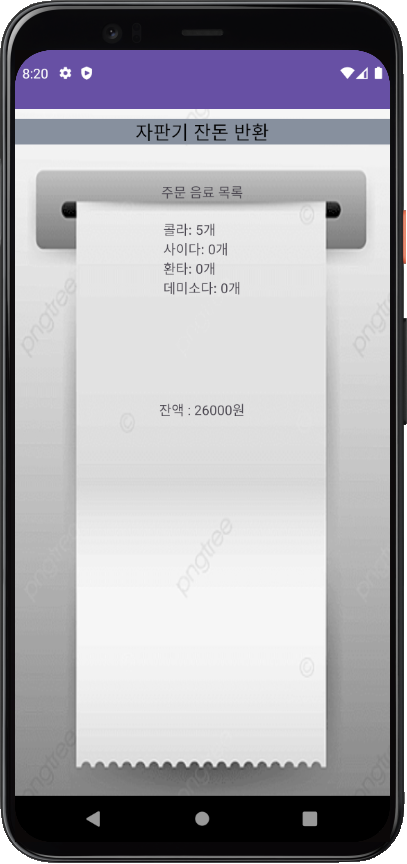 8:20
자판기 잔돈 반환
주문 음료 목록
콜라: 5개
사이다: 0개
환타: 0개
데미소다: 0개
잔액 : 26000원
pngtree
pngtree
pngtree
pngtree
pngtree
pngtree
pngtree